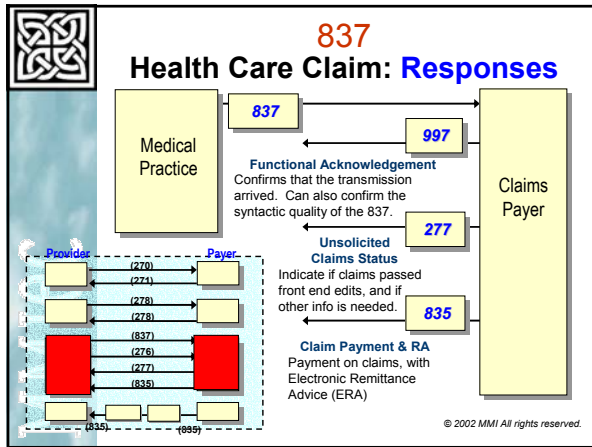 837
Health Care Claim: Responses
Medical
Practice
837
997
Functional Acknowledgement
Confirms that the transmission
arrived.  Can also confirm the
syntactic quality of the 837.
277
Unsolicited
Claims Status
Indicate if claims passed
front end edits, and if
other info is needed.
835
Claim Payment & RA
Payment on claims, with
Electronic Remittance
Advice (ERA)
Claims
Payer
Provider
Payer
(270)
(271)
(278)
(278)
(837)
(276)
(277)
(835)
(835)
(835)
© 2002 MMI All rights reserved.